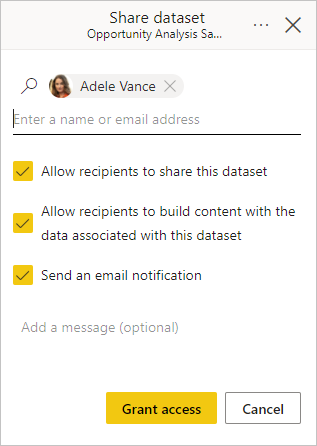 Share dataset
Opportunity Analysis Sa...
Adele Vance
Enter a name or email address
Allow recipients to share this dataset
Allow recipients to build content with the
data associated with this dataset
Send an email notification
Add a message (optional)
Grant access
Cancel